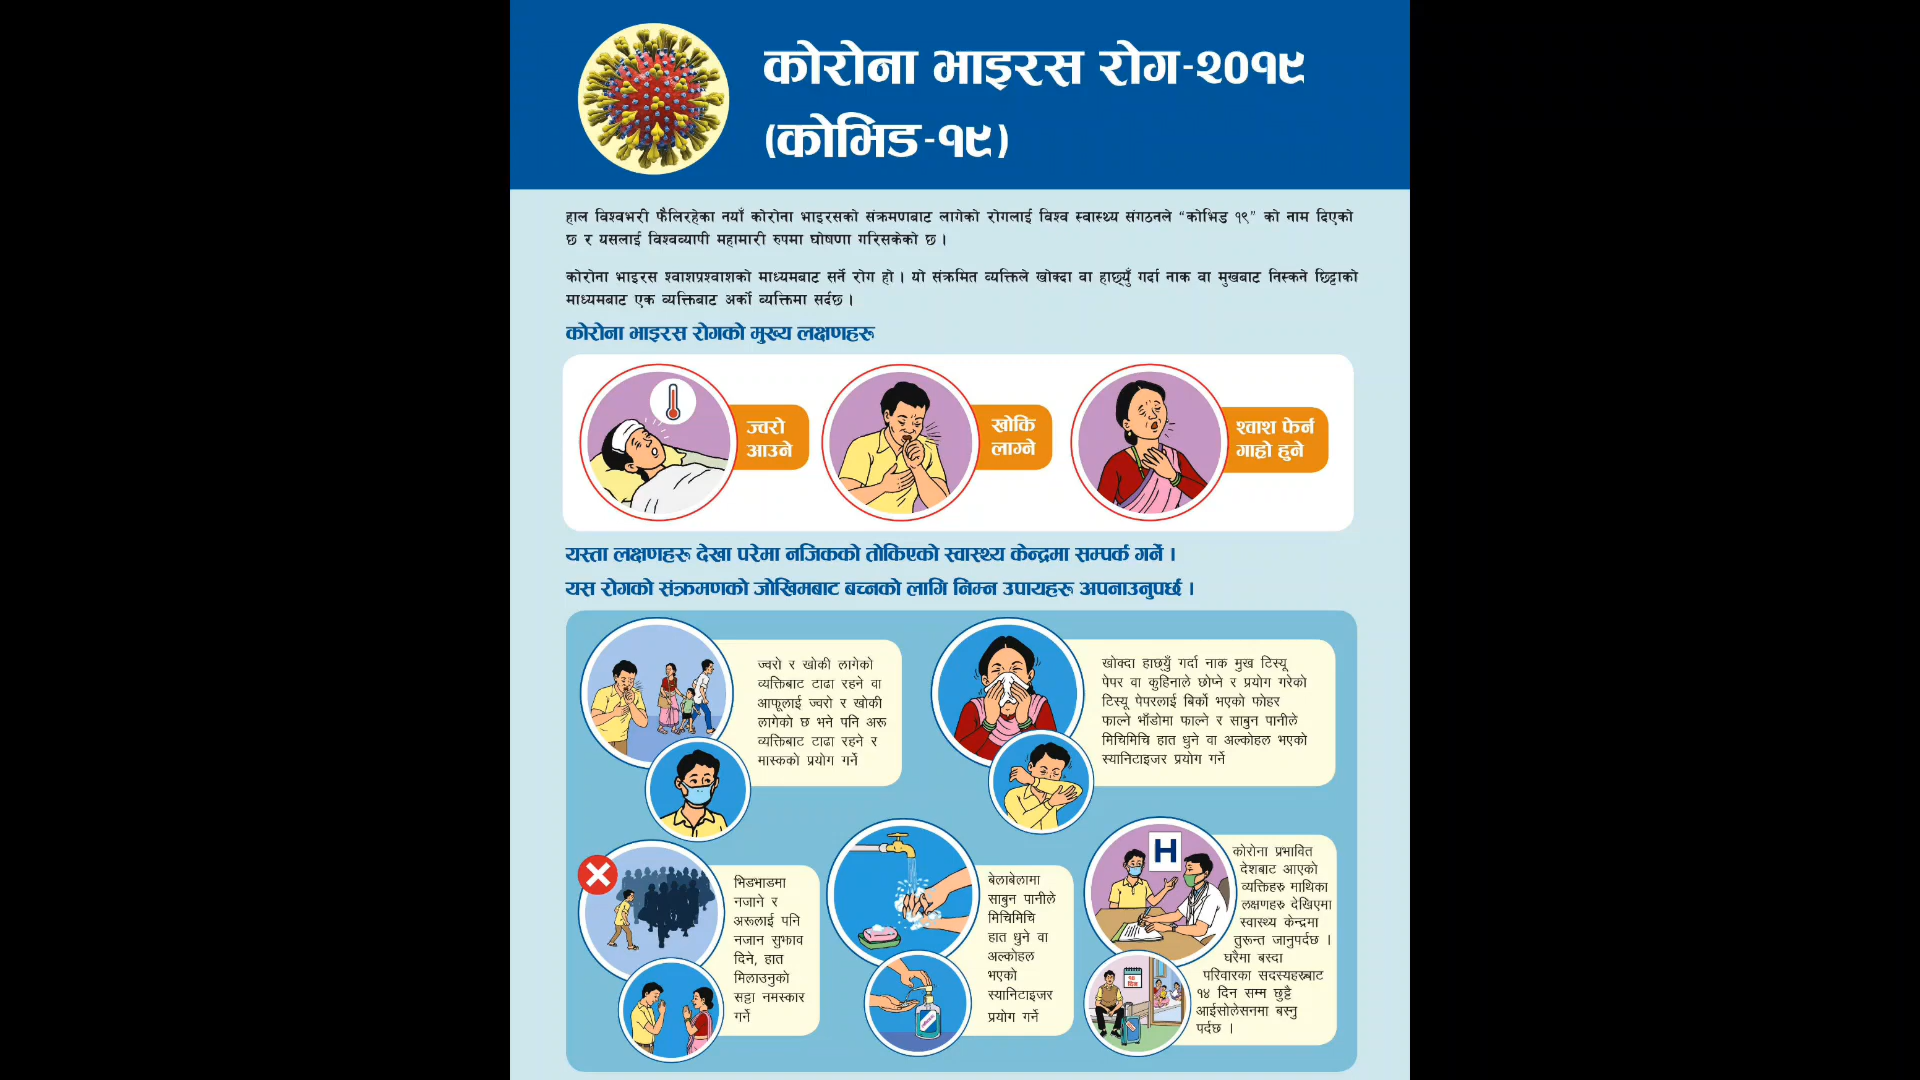 कोरोना भाइरस रोग-२०१९
(कोभिड-१९)
हाल विश्वभरी फैलिरहेका नयाँ कोरोना भाइरसको संक्रमणबाट लागेको रोगलाई बिश्व स्वास्थ्य संगठनले “कोभिड १९” को नाम दिएको
छ र यसलाई विश्वव्यापी महामारी रुपमा घोषणा गरिसकेको छ ।
कोरोना भाइरस श्वाशप्रश्वाशको माध्यमबाट सर्ने रोग हो । यो संक्रमित व्यक्तिले खोक्दा वा हाछ्युँ गर्दा नाक वा मुखबाट निस्कने छिट्टाको
माध्यमबाट एक व्यक्तिबाट अर्को व्यक्तिमा सर्दछ ।
कोरोना भाइरस रोगको मुख्य लक्षणहरू
ज्वरो
आउने
खोकि
लाग्ने
श्वाश फेर्न
गाह्रो हुने
यस्ता लक्षणहरू देखा परेमा नजिकको तोकिएको स्वास्थ्य केन्द्रमा सम्पर्क गर्ने ।
यस रोगको संक्रमणको जोखिमबाट बच्नको लागि निम्न उपायहरू अपनाउनुपर्छ ।
ज्वरो र खोकी लागेको
व्यक्तिबाट टाढा रहने वा
आफूलाई ज्वरो र खोकी
लागेको छ भने पनि अरू
व्यक्तिबाट टाढा रहने र
मास्कको प्रयोग गर्ने
खोक्दा हाछ्युँ गर्दा नाक मुख टिस्यू
पेपर वा कुहिनाले छोप्ने र प्रयोग गरेको
टिस्यू पेपरलाई बिर्को भएको फोहर
फाल्ने भाँडोमा फाल्ने र साबुन पानीले
मिचिमिचि हात धुने वा अल्कोहल भएको
स्यानिटाइजर प्रयोग गर्ने
भिडभाडमा
नजाने र
अरूलाई पनि
नजान सुझाव
दिने, हात
मिलाउनुको
सट्टा नमस्कार
गर्ने
बेलाबेलामा
साबुन पानीले
मिचिमिचि
हात धुने वा
अल्कोहल
भएको
स्यानिटाइजर
प्रयोग गर्ने
H
कोरोना प्रभावित
देशबाट आएको
व्यक्तिहरु माथिका
लक्षणहरु देखिएमा
स्वास्थ्य केन्द्रमा
तुरून्त जानुपर्दछ ।
घरैमा बस्दा
परिवारका सदस्यहरूबाट
१४ दिन सम्म छुट्टै
आईसोलेसनमा बस्नु
पर्दछ ।
१४
दिन